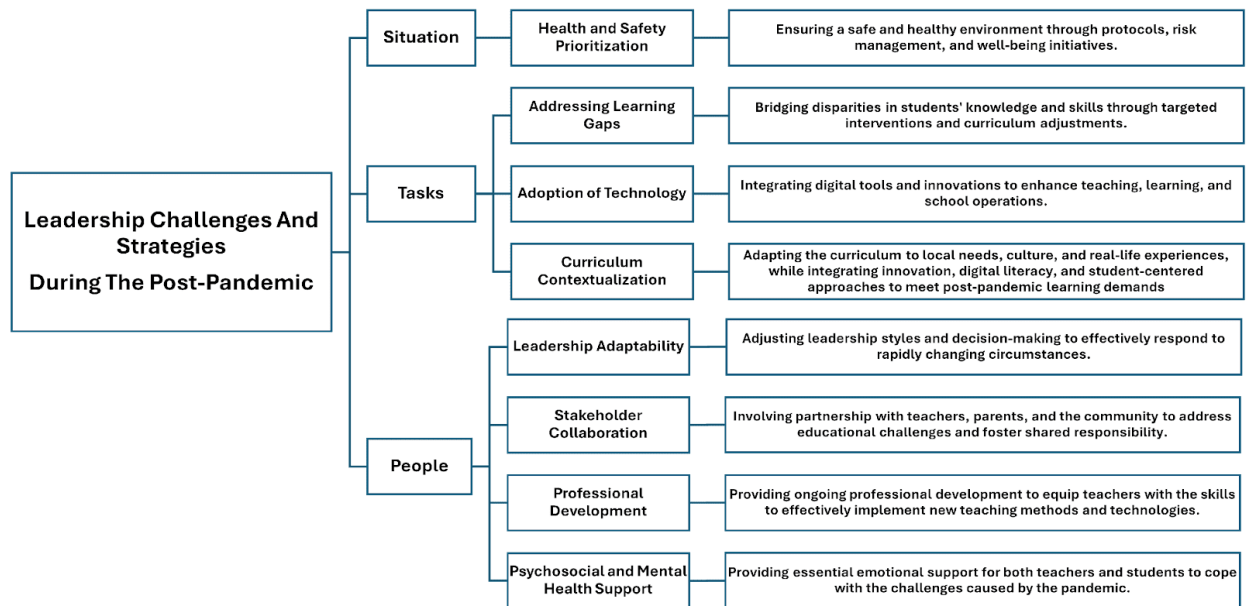 Leadership Challenges And
Strategies
During The Post-Pandemic
Situation
Health and Safety
Prioritization
Ensuring a safe and healthy environment through protocols, risk
management, and well-being initiatives.
Tasks
Addressing Learning
Gaps
Bridging disparities in students' knowledge and skills through targeted
interventions and curriculum adjustments.
Adoption of Technology
Integrating digital tools and innovations to enhance teaching, learning, and
school operations.
Curriculum
Contextualization
Adapting the curriculum to local needs, culture, and real-life experiences,
while integrating innovation, digital literacy, and student-centered
approaches to meet post-pandemic learning demands
People
Leadership Adaptability
Adjusting leadership styles and decision-making to effectively respond to
rapidly changing circumstances.
Stakeholder
Collaboration
Involving partnership with teachers, parents, and the community to address
educational challenges and foster shared responsibility.
Professional
Development
Providing ongoing professional development to equip teachers with the skills
to effectively implement new teaching methods and technologies.
Psychosocial and Mental
Health Support
Providing essential emotional support for both teachers and students to cope
with the challenges caused by the pandemic.